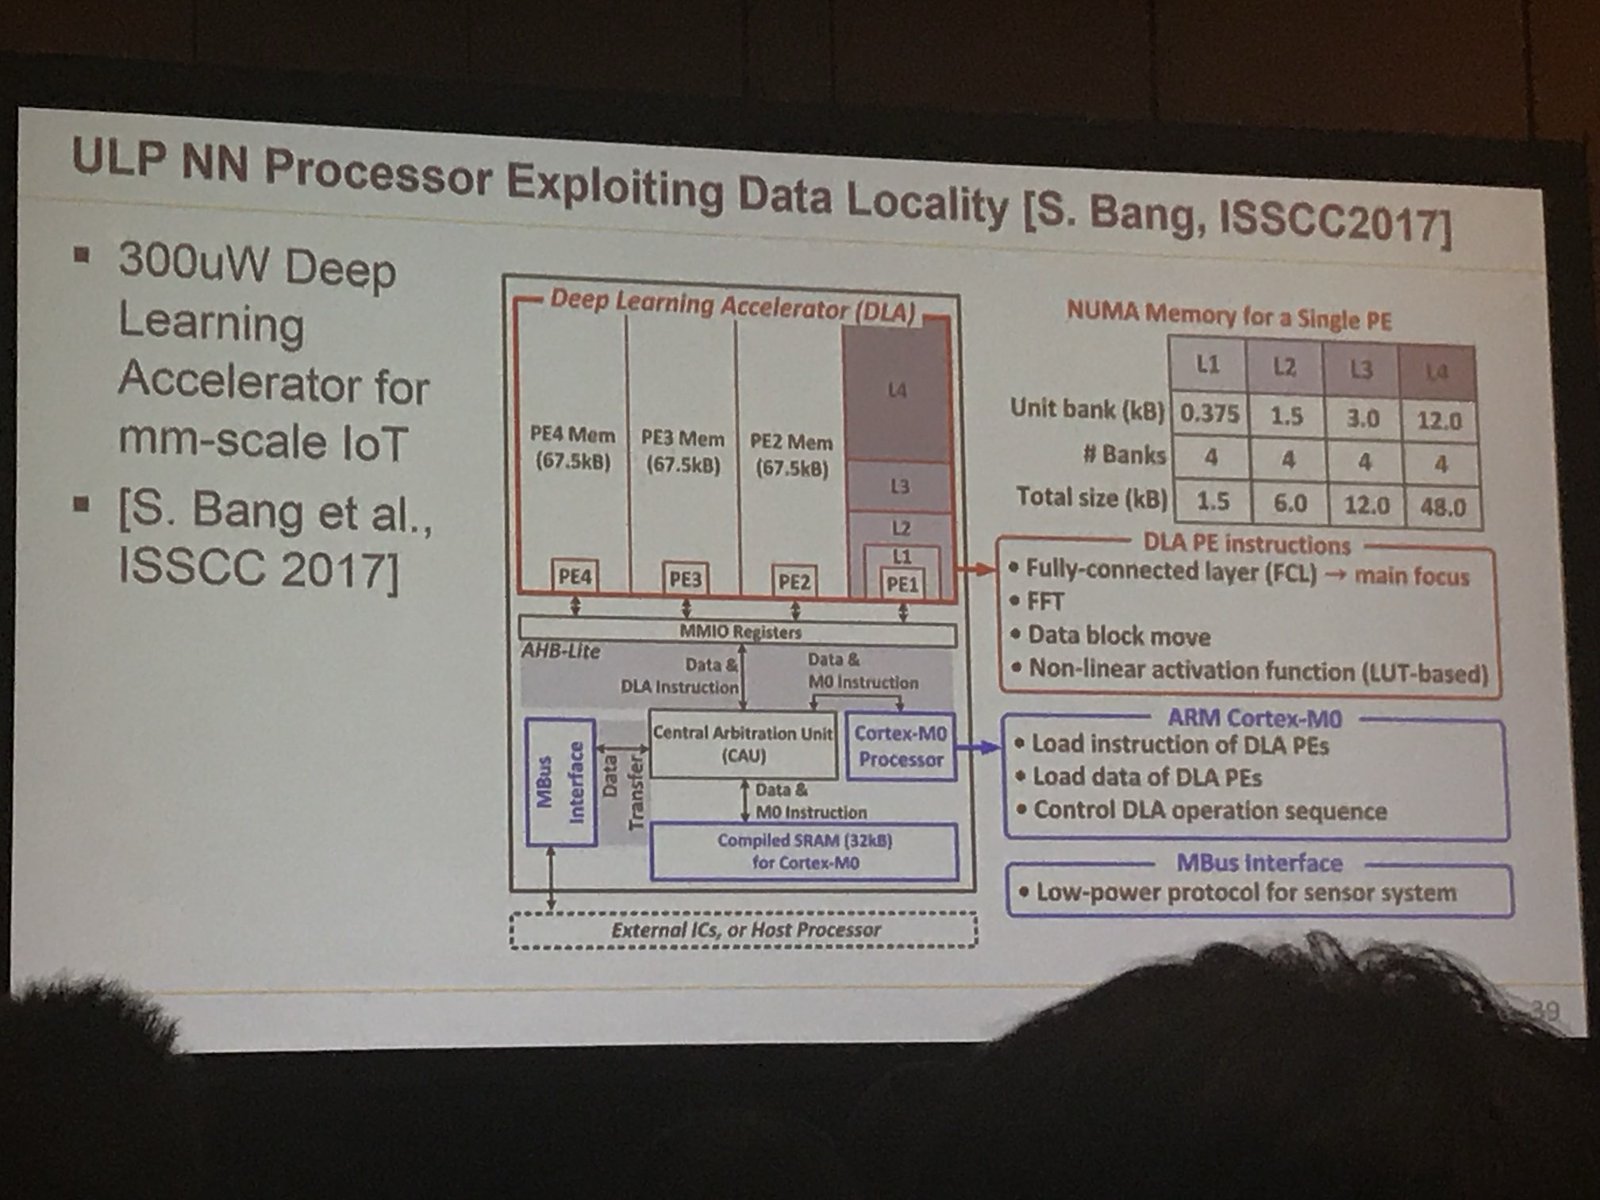 ULP NN Processor Exploiting Data Locality [S. Bang, ISSCC2017]
▪ 300uW Deep
Learning
Accelerator for
mm-scale IoT
▪ [S. Bang et al.,
ISSCC 2017]
Deep Learning Accelerator (DLA)
PE4 Mem
(67.5kB)
PE3 Mem
(67.5kB)
PE2 Mem
(67.5kB)
L4
L3
L2
L1
PE4
PE3
PE2
PE1
MMIO Registers
AHB-Lite
Data &
DLA Instruction
Data &
M0 Instruction
MBus
Interface
Data
Transfer
Central Arbitration Unit
(CAU)
Cortex-M0
Processor
Data &
M0 Instruction
Compiled SRAM (32kB)
for Cortex-M0
External ICs, or Host Processor
NUMA Memory for a Single PE
L1 L2 L3 L4
Unit bank (kB) 0.375 1.5 3.0 12.0
# Banks 4 4 4 4
Total size (kB) 1.5 6.0 12.0 48.0
DLA PE instructions
• Fully-connected layer (FCL) → main focus
• FFT
• Data block move
• Non-linear activation function (LUT-based)
ARM Cortex-M0
• Load instruction of DLA PEs
• Load data of DLA PEs
• Control DLA operation sequence
MBus Interface
• Low-power protocol for sensor system
39